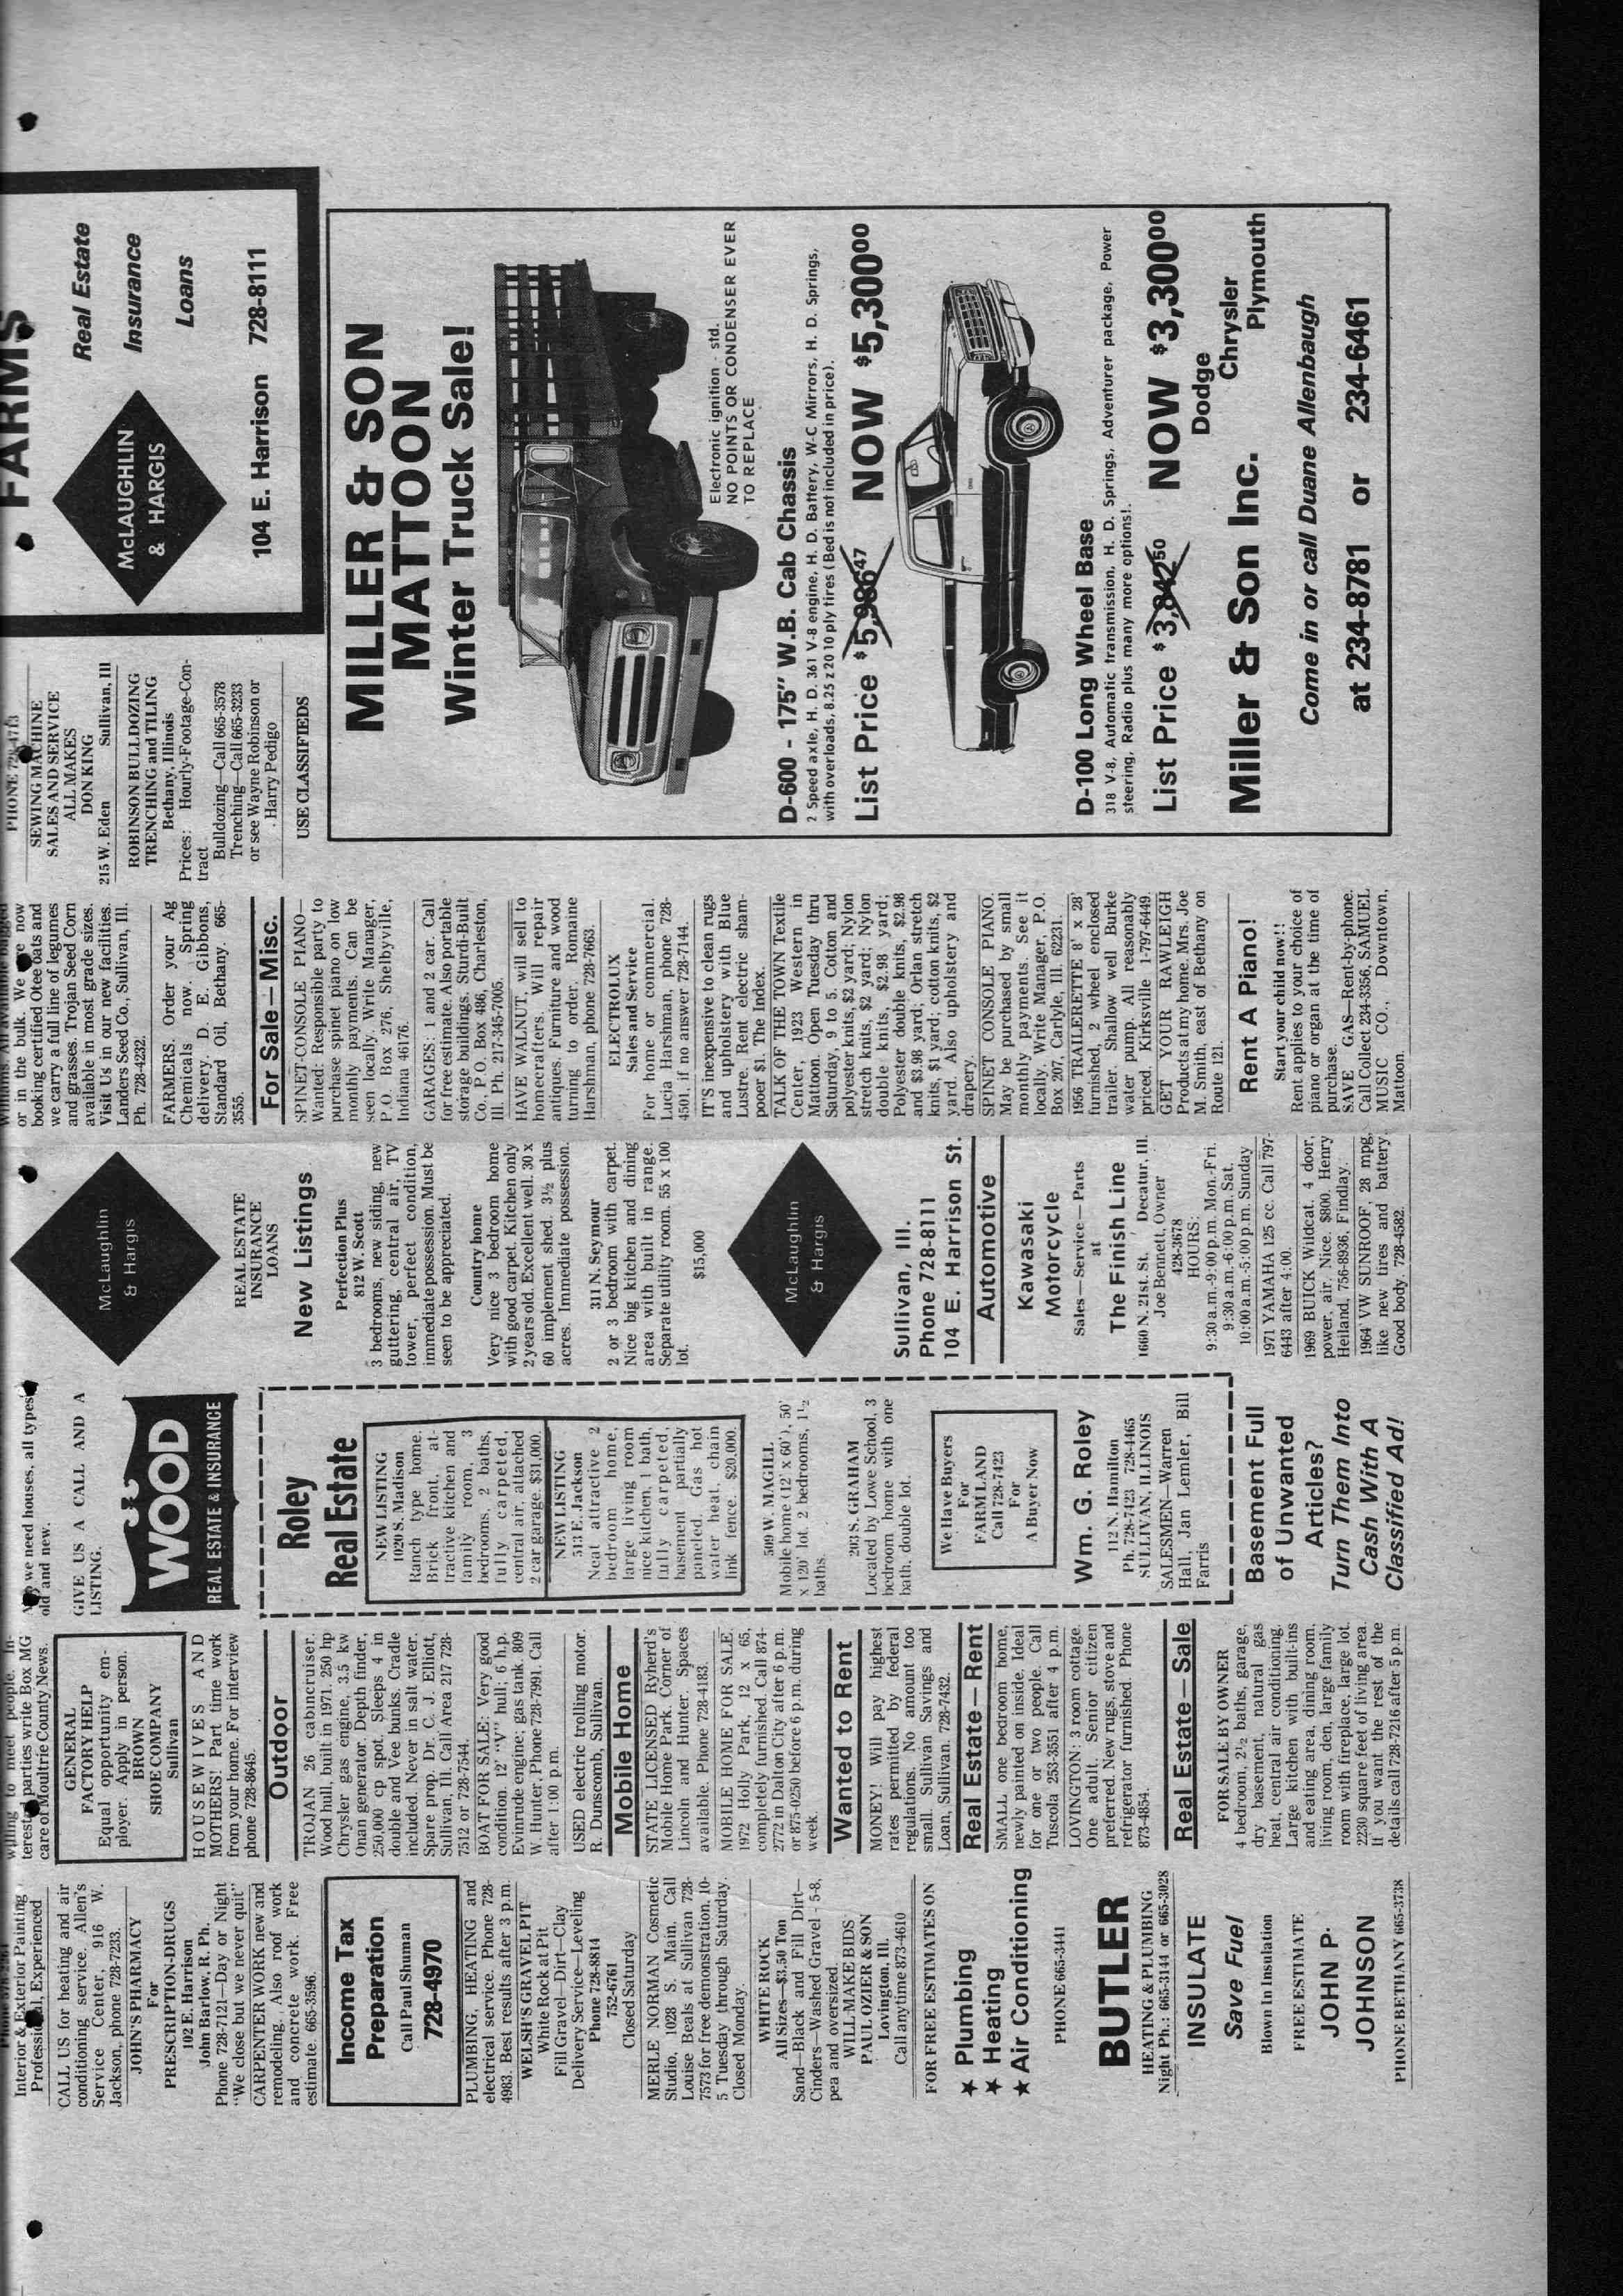 Interior & Exterior Painting
Professional, Experienced
CALL US for heating and air
conditioning service. Allen's
Service Center, 916 W.
Jackson, phone 728-7233.
JOHN'S PHARMACY
For
PRESCRIPTION-DRUGS
102 E. Harrison
John Barlow, R. Ph.
Phone 728-7121—Day or Night
"We close but we never quit"
CARPENTER WORK new and
remodeling. Also roof work
and concrete work. Free
estimate. 665-3596.
Income Tax
Preparation
Call Paul Shuman
728-4970
PLUMBING, HEATING and
electrical service. Phone 728-
4983. Best results after 3 p.m.
WELSH'S GRAVEL PIT
White Rock at Pit
Fill Gravel—Dirt—Clay
Delivery Service—Leveling
Phone 728-8814
752-6761
Closed Saturday
MERLE NORMAN Cosmetic
Studio, 1028 S. Main. Call
Louise Beals at Sullivan 728-
7573 for free demonstration. 10-
5 Tuesday through Saturday.
Closed Monday.
WHITE ROCK
All Sizes—$3.50 Ton
Sand—Black and Fill Dirt—
Cinders—Washed Gravel - 5-8,
pea and oversized.
WILL MAKE BIDS
PAUL OZIER & SON
Lovington, Ill.
Call anytime 873-4610
FOR FREE ESTIMATES ON
★ Plumbing
★ Heating
★ Air Conditioning
PHONE 665-3441
BUTLER
HEATING & PLUMBING
Night Ph.: 665-3144 or 665-3028
INSULATE
Save Fuel
Blown In Insulation
FREE ESTIMATE
JOHN P.
JOHNSON
PHONE BETHANY 665-3738
willing to meet people. In-
terested parties write Box MG
care of Moultrie County News.
GENERAL
FACTORY HELP
Equal opportunity em-
ployer. Apply in person.
BROWN
SHOE COMPANY
Sullivan
HOUSEWIVES AND
MOTHERS! Part time work
from your home. For interview
phone 728-8645.
Outdoor
TROJAN 26 cabincruiser.
Wood hull, built in 1971. 250 hp
Chrysler gas engine, 3.5 kw
Onan generator. Depth finder,
250,000 cp spot. Sleeps 4 in
double and Vee bunks. Cradle
included. Never in salt water.
Spare prop. Dr. C. J. Elliott,
Sullivan, Ill. Call Area 217 728-
7512 or 728-7544.
BOAT FOR SALE: Very good
condition. 12' "V" hull; 6 h.p.
Evinrude engine; gas tank. 809
W. Hunter, Phone 728-7991. Call
after 1:00 p.m.
USED electric trolling motor.
R. Dunscomb, Sullivan.
Mobile Home
STATE LICENSED Ryherd's
Mobile Home Park. Corner of
Lincoln and Hunter. Spaces
available. Phone 728-4183.
MOBILE HOME FOR SALE:
1972 Holly Park, 12 x 65,
completely furnished. Call 874-
2772 in Dalton City after 6 p.m.
or 875-0250 before 6 p.m. during
week.
Wanted to Rent
MONEY! Will pay highest
rates permitted by federal
regulations. No amount too
small. Sullivan Savings and
Loan, Sullivan. 728-7432.
Real Estate—Rent
SMALL one bedroom home,
newly painted on inside. Ideal
for one or two people. Call
Tuscola 253-3551 after 4 p.m.
LOVINGTON: 3 room cottage.
One adult. Senior citizen
preferred. New rugs, stove and
refrigerator furnished. Phone
873-4854.
Real Estate—Sale
FOR SALE BY OWNER
4 bedroom, 2½ baths, garage,
dry basement, natural gas
heat, central air conditioning.
Large kitchen with built-ins
and eating area, dining room,
living room, den, large family
room with fireplace, large lot.
2230 square feet of living area.
If you want the rest of the
details call 728-7216 after 5 p.m.
we need houses, all types,
old and new.
GIVE US A CALL AND A
LISTING.
WOOD
REAL ESTATE & INSURANCE
Roley
Real Estate
NEW LISTING
1020 S. Madison
Ranch type home,
Brick front, at-
tractive kitchen and
family room, 3
bedrooms, 2 baths,
fully carpeted,
central air, attached
2 car garage. $31,000.
NEW LISTING
513 E. Jackson
Neat attractive 2
bedroom home,
large living room
nice kitchen, 1 bath,
fully carpeted,
basement partially
paneled. Gas hot
water heat, chain
link fence. $20,000.
509 W. MAGILL
Mobile home (12' x 60'), 50'
x 120' lot. 2 bedrooms, 1½
baths.
202 S. GRAHAM
Located by Lowe School, 3
bedroom home with one
bath, double lot.
We Have Buyers
For
FARM LAND
Call 728-7423
For
A Buyer Now
Wm. G. Roley
112 N. Hamilton
Ph. 728-7423 728-4465
SULLIVAN, ILLINOIS
SALESMEN—Warren
Hall, Jan Lemler, Bill
Farris
Basement Full
of Unwanted
Articles?
Turn Them Into
Cash With A
Classified Ad!
McLaughlin
& Hargis
REAL ESTATE
INSURANCE
LOANS
New Listings
Perfection Plus
812 W. Scott
3 bedrooms, new siding, new
guttering, central air, TV
tower, perfect condition,
immediate possession. Must be
seen to be appreciated.
Country home
Very nice 3 bedroom home
with good carpet. Kitchen only
2 years old. Excellent well. 30 x
60 implement shed. 3½ plus
acres. Immediate possession.
311 N. Seymour
2 or 3 bedroom with carpet.
Nice big kitchen and dining
area with built in range.
Separate utility room. 55 x 100
lot.
$15,000
McLaughlin
& Hargis
Sullivan, Ill.
Phone 728-8111
104 E. Harrison St.
Automotive
Kawasaki
Motorcycle
Sales—Service—Parts
at
The Finish Line
1660 N. 21st. St. Decatur, Ill.
Joe Bennett, Owner
428-3678
HOURS:
9:30 a.m.-9:00 p.m. Mon.-Fri.
9:30 a.m.-6:00 p.m. Sat.
10:00 a.m.-5:00 p.m. Sunday
1971 YAMAHA 125 cc. Call 797-
6443 after 4:00.
1969 BUICK Wildcat. 4 door,
power, air. Nice. $800. Henry
Heiland, 756-8936, Findlay.
1964 VW SUNROOF, 28 mpg,
like new tires and battery.
Good body. 728-4582.
or in the bulk. We are now
booking certified Otee oats and
we carry a full line of legumes
and grasses. Trojan Seed Corn
available in most grade sizes.
Visit Us in our new facilities.
Landers Seed Co., Sullivan, Ill.
Ph. 728-4232.
FARMERS. Order your Ag
Chemicals now. Spring
delivery. D. E. Gibbons,
Standard Oil, Bethany. 665-
3555.
For Sale—Misc.
SPINET-CONSOLE PIANO—
Wanted: Responsible party to
purchase spinet piano on low
monthly payments. Can be
seen locally. Write Manager,
P.O. Box 276, Shelbyville,
Indiana 46176.
GARAGES: 1 and 2 car. Call
for free estimate. Also portable
storage buildings. Sturdi-Built
Co., P.O. Box 486, Charleston,
Ill. Ph. 217-345-7005.
HAVE WALNUT, will sell to
homecrafters. Will repair
antiques. Furniture and wood
turning to order. Romaine
Harshman, phone 728-7663.
ELECTROLUX
Sales and Service
For home or commercial.
Lucia Harshman, phone 728-
4501, if no answer 728-7144.
IT'S inexpensive to clean rugs
and upholstery with Blue
Lustre. Rent electric sham-
pooer $1. The Index.
TALK OF THE TOWN Textile
Center, 1923 Western in
Mattoon. Open Tuesday thru
Saturday, 9 to 5. Cotton and
polyester knits, $2 yard; Nylon
stretch knits, $2 yard; Nylon
double knits, $2.98 yard;
Polyester double knits, $2.98
and $3.98 yard; Orlan stretch
knits, $1 yard; cotton knits, $2
yard. Also upholstery and
drapery.
SPINET CONSOLE PIANO.
May be purchased by small
monthly payments. See it
locally. Write Manager, P.O.
Box 207, Carlyle, Ill. 62231.
1956 TRAILERETTE 8' x 28'
furnished, 2 wheel enclosed
trailer. Shallow well Burke
water pump. All reasonably
priced. Kirksville 1-797-6449.
GET YOUR RAWLEIGH
Products at my home. Mrs. Joe
M. Smith, east of Bethany on
Route 121.
Rent A Piano!
Start your child now!!
Rent applies to your choice of
piano or organ at the time of
purchase.
SAVE GAS—Rent-by-phone.
Call Collect 234-3356, SAMUEL
MUSIC CO., Downtown,
Mattoon.
PHONE 728-4713
SEWING MACHINE
SALES AND SERVICE
ALL MAKES
DON KING
215 W. Eden Sullivan, Ill
ROBINSON BULLDOZING
TRENCHING and TILING
Bethany, Illinois
Prices: Hourly-Footage-Con-
tract
Bulldozing—Call 665-3578
Trenching—Call 665-3233
or see Wayne Robinson or
Harry Pedigo
USE CLASSIFIEDS
FARMS
McLAUGHLIN
& HARGIS
Real Estate
Insurance
Loans
104 E. Harrison 728-8111
MILLER & SON
MATTOON
Winter Truck Sale!
Electronic ignition - std.
NO POINTS OR CONDENSER EVER
TO REPLACE
D-600 - 175" W.B. Cab Chassis
2 Speed axle, H. D. 361 V-8 engine, H. D. Battery, W-C Mirrors, H. D. Springs,
with overloads, 8.25 z 20 10 ply tires (Bed is not included in price).
List Price $5,986.47 NOW $5,300.00
D-100 Long Wheel Base
318 V-8, Automatic transmission, H. D. Springs, Adventurer package, Power
steering, Radio plus many more options!.
List Price $3,842.50 NOW $3,300.00
Miller & Son Inc.
Dodge
Chrysler
Plymouth
Come in or call Duane Allenbaugh
at 234-8781 or 234-6461